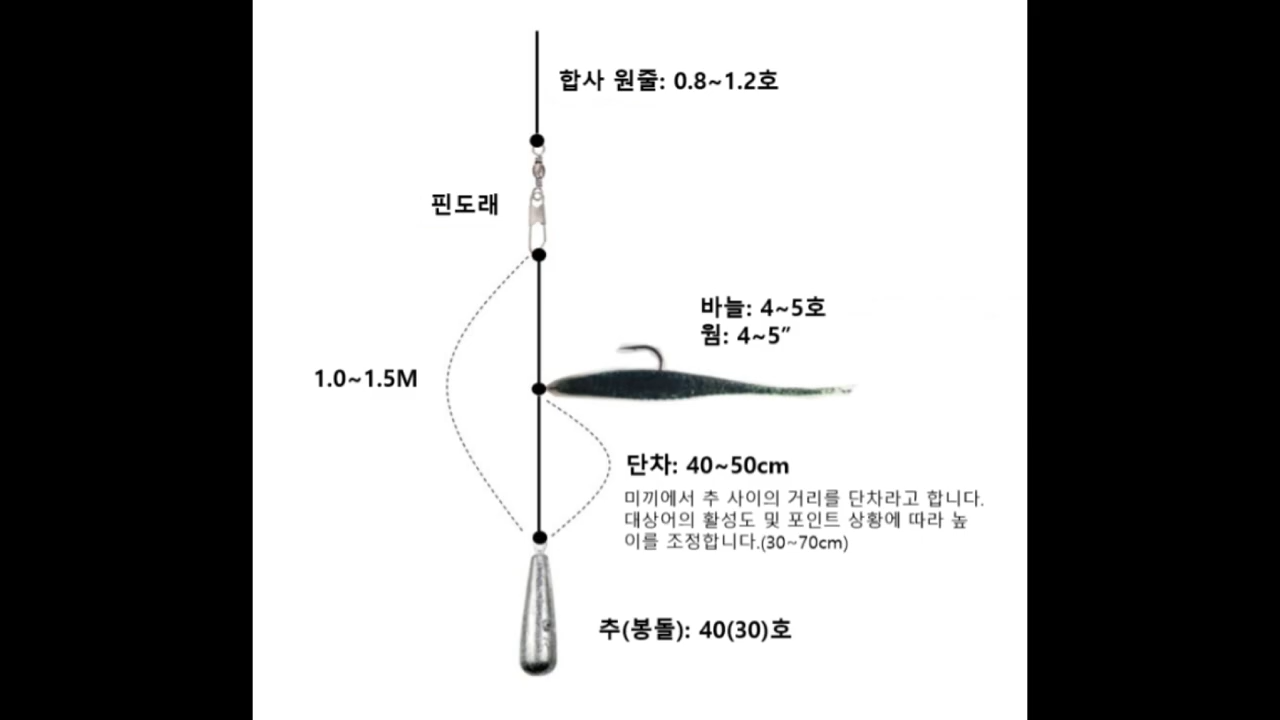 합사 원줄: 0.8~1.2호
핀도래
바늘: 4~5호
웜: 4~5”
1.0~1.5M
단차: 40~50cm
미끼에서 추 사이의 거리를 단차라고 합니다.
대상어의 활성도 및 포인트 상황에 따라 높
이를 조정합니다.(30~70cm)
추(봉돌): 40(30)호